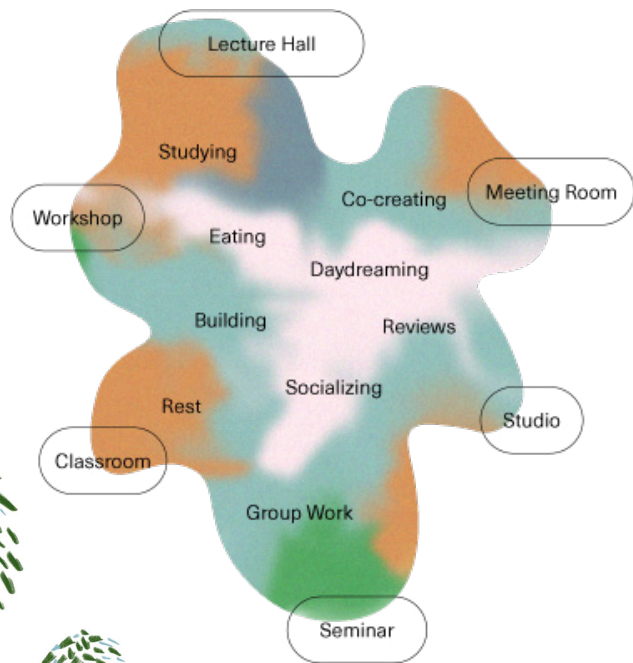 Lecture Hall
Studying
Co-creating
Meeting Room
Workshop
Eating
Daydreaming
Building
Reviews
Socializing
Rest
Studio
Classroom
Group Work
Seminar